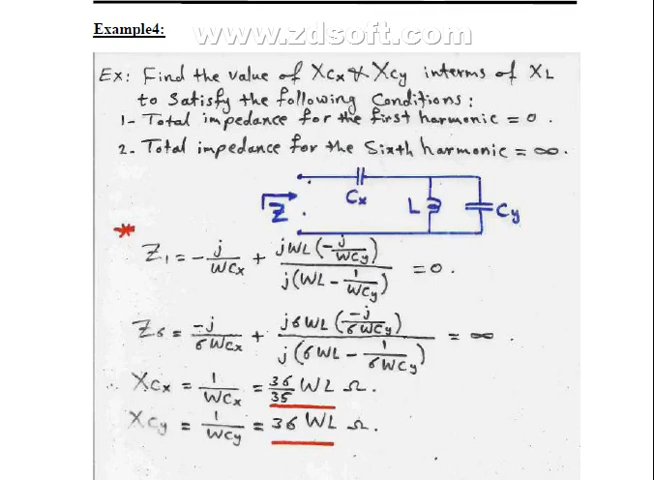 www.zdsoft.com
Example4:
Ex: Find the value of XCx & XCy interms of XL
to Satisfy the following Conditions:
1- Total impedance for the first harmonic = 0.
2. Total impedance for the Sixth harmonic = ∞.
Cx
Z L Cy
*
Z1 = -j/WCx + jWL(-j/WCy) / j(WL - 1/WCy) = 0.
Z6 = -j/6WCx + j6WL(-j/6WCy) / j(6WL - 1/6WCy) = ∞.
∴ XCx = 1/WCx = 36/35 WL Ω.
XCy = 1/WCy = 36 WL Ω.